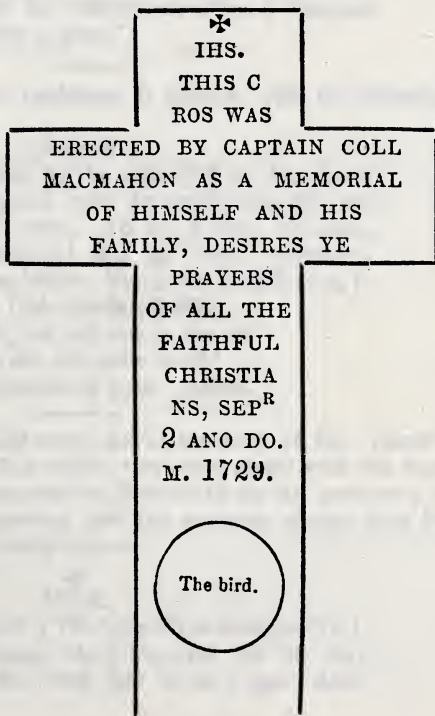 ✠
IHS.
THIS C
ROS WAS
ERECTED BY CAPTAIN COLL
MACMAHON AS A MEMORIAL
OF HIMSELF AND HIS
FAMILY, DESIRES YE
PRAYERS
OF ALL THE
FAITHFUL
CHRISTIA
NS, SEPᴿ
2 ANO DO.
M. 1729.
The bird.